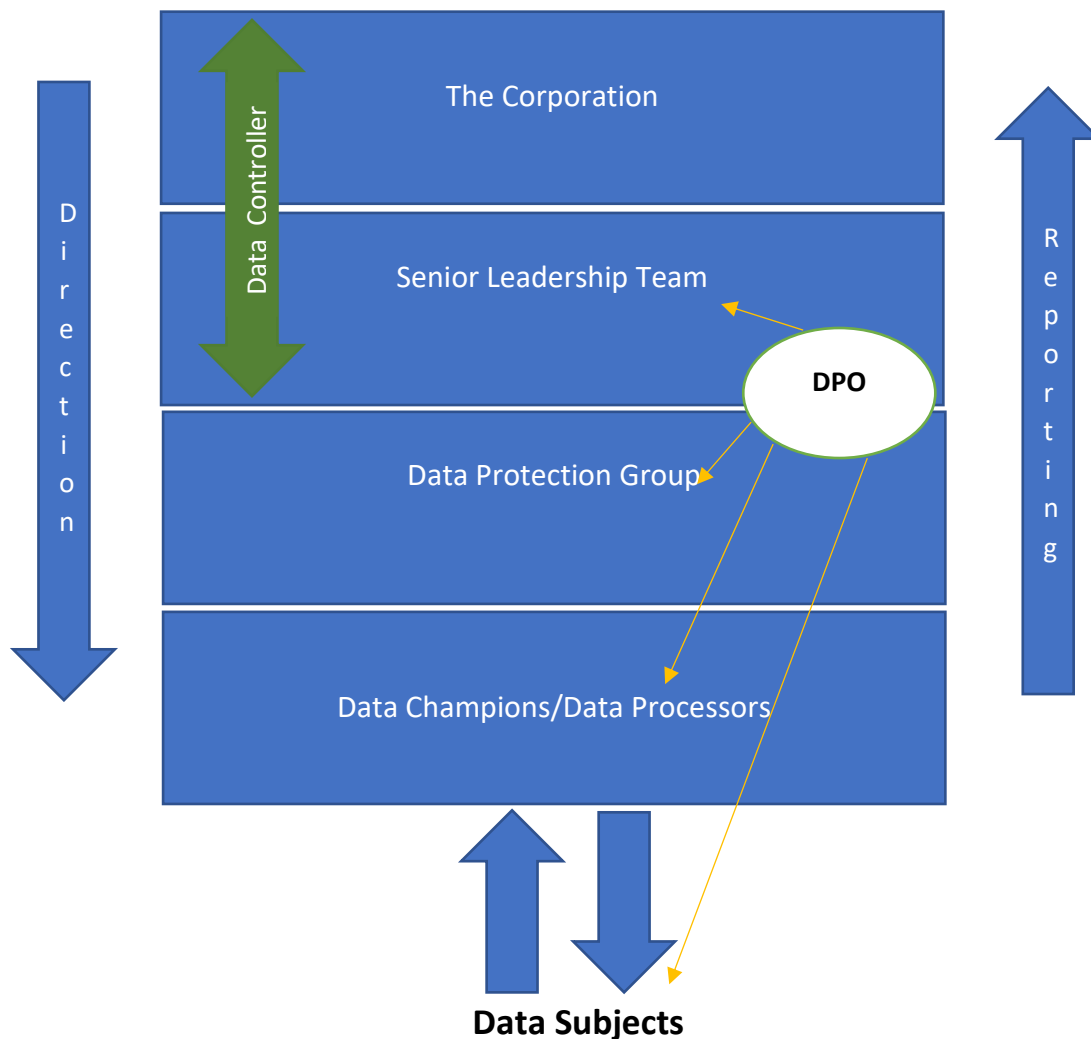 The Corporation
Data Controller
Direction
Reporting
Senior Leadership Team
DPO
Data Protection Group
Data Champions/Data Processors
Data Subjects